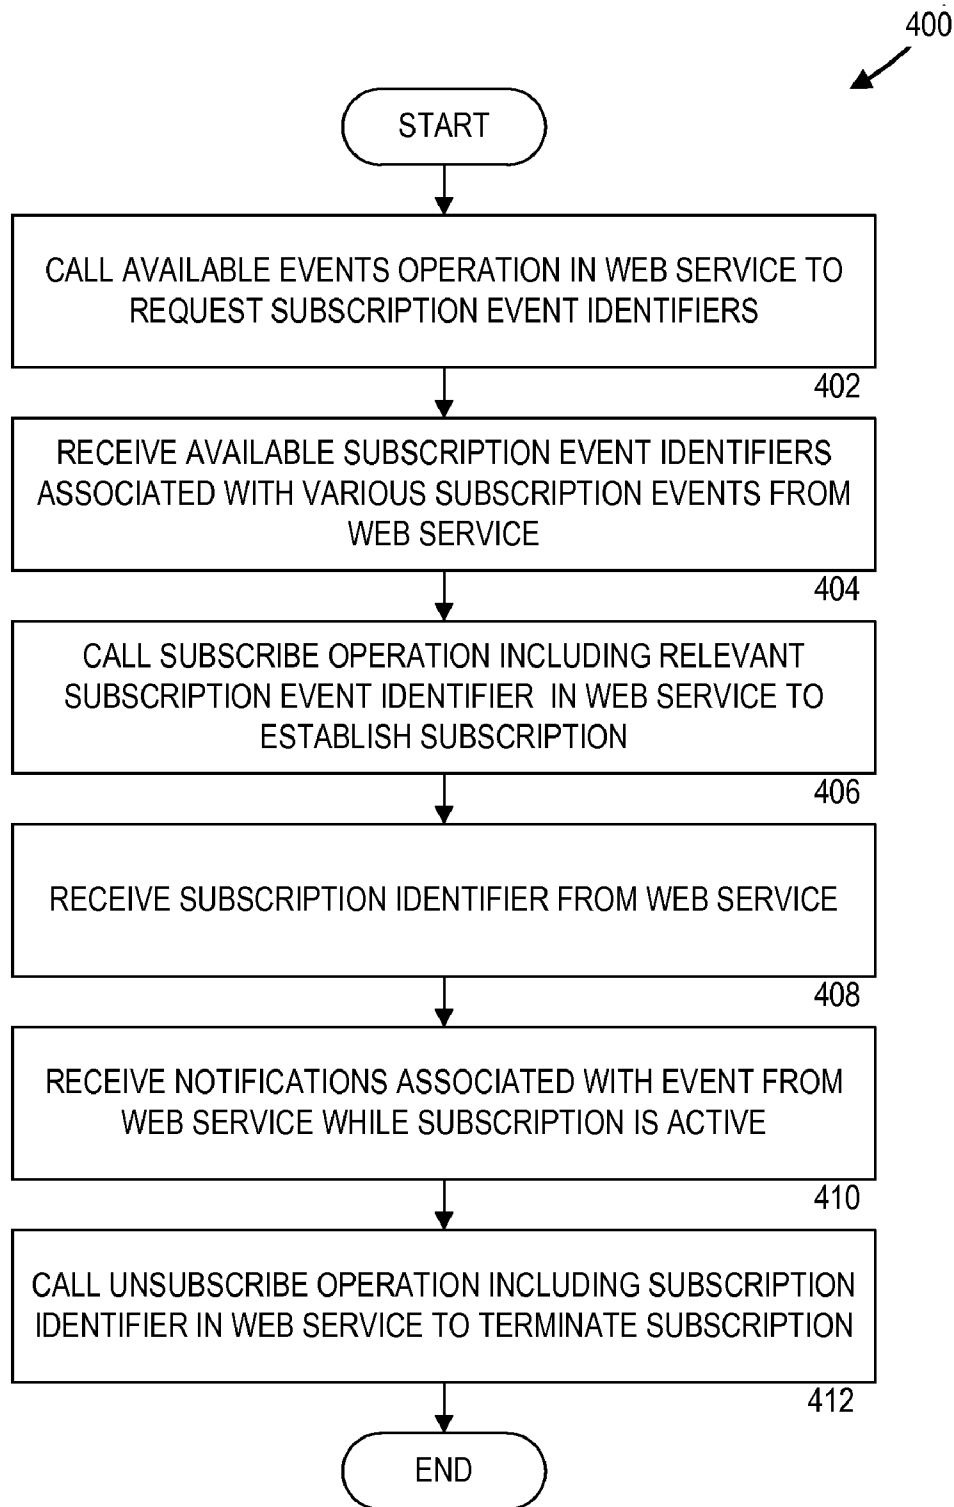 400
START
CALL AVAILABLE EVENTS OPERATION IN WEB SERVICE TO
REQUEST SUBSCRIPTION EVENT IDENTIFIERS
402
RECEIVE AVAILABLE SUBSCRIPTION EVENT IDENTIFIERS
ASSOCIATED WITH VARIOUS SUBSCRIPTION EVENTS FROM
WEB SERVICE
404
CALL SUBSCRIBE OPERATION INCLUDING RELEVANT
SUBSCRIPTION EVENT IDENTIFIER IN WEB SERVICE TO
ESTABLISH SUBSCRIPTION
406
RECEIVE SUBSCRIPTION IDENTIFIER FROM WEB SERVICE
408
RECEIVE NOTIFICATIONS ASSOCIATED WITH EVENT FROM
WEB SERVICE WHILE SUBSCRIPTION IS ACTIVE
410
CALL UNSUBSCRIBE OPERATION INCLUDING SUBSCRIPTION
IDENTIFIER IN WEB SERVICE TO TERMINATE SUBSCRIPTION
412
END